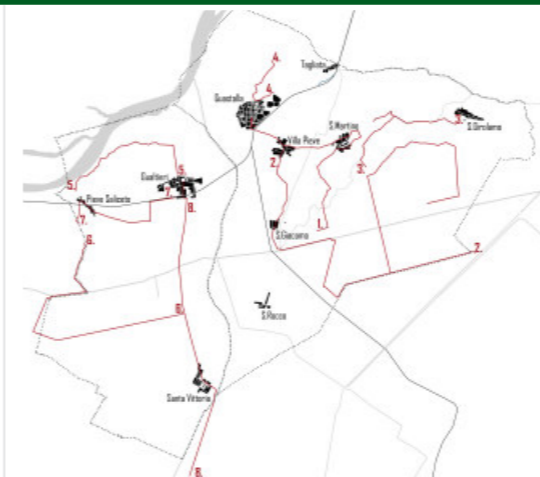 4.
Tagliata
4.
Guastalla
S.Martino
3.
S.Girolamo
Villa Pieve
2.
3.
5.
Gualtieri
5.
7.
8.
Pieve Saliceto
7.
1.
S.Giacomo
6.
2.
6.
S.Rocco
Santa Vittoria
8.